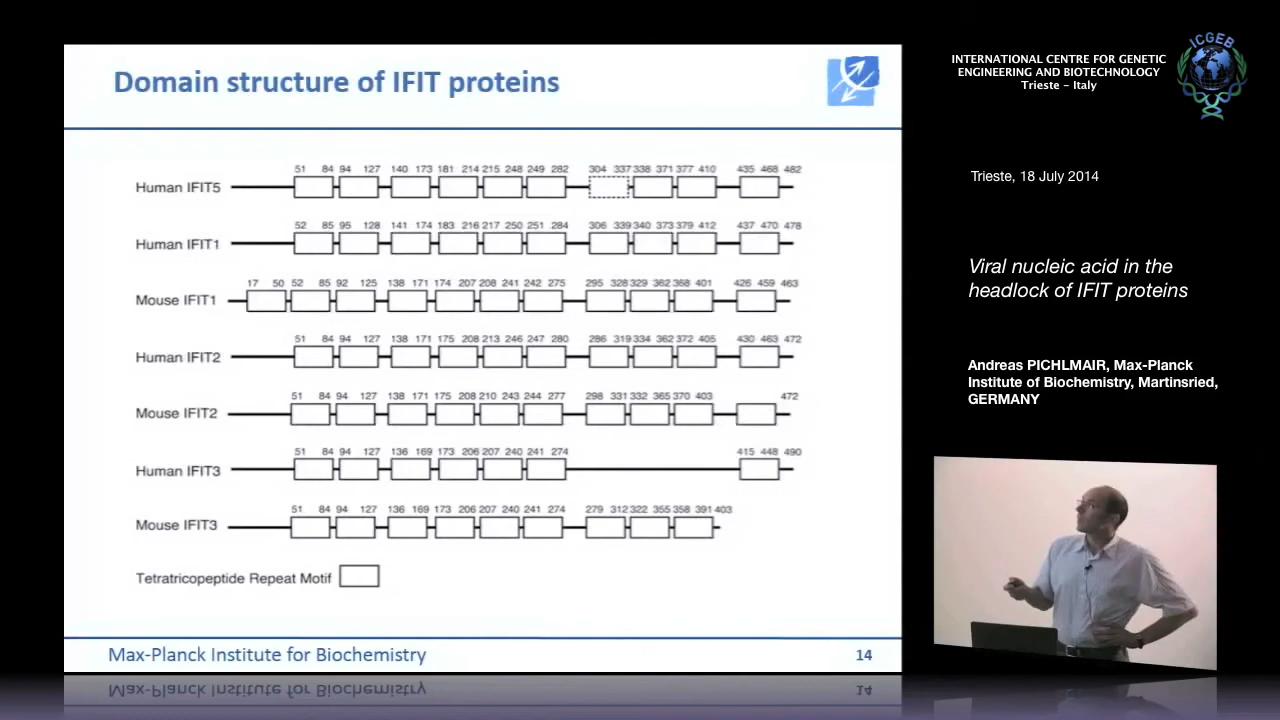 Domain structure of IFIT proteins
51 84 94 127 140 173 181 214 215 248 249 282 304 337 338 371 377 410 435 468 482
Human IFIT5
52 85 95 128 141 174 183 216 217 250 251 284 306 339 340 373 379 412 437 470 478
Human IFIT1
17 50 52 85 92 125 138 171 174 207 208 241 242 275 295 328 329 362 368 401 426 459 463
Mouse IFIT1
51 84 94 127 138 171 175 208 213 246 247 280 286 319 334 362 372 405 430 463 472
Human IFIT2
51 84 94 127 138 171 175 208 210 243 244 277 298 331 332 365 370 403 472
Mouse IFIT2
51 84 94 127 136 169 173 206 207 240 241 274 415 448 490
Human IFIT3
51 84 94 127 136 169 173 206 207 240 241 274 279 312 322 355 358 391 403
Mouse IFIT3
Tetratricopeptide Repeat Motif
Max-Planck Institute for Biochemistry
14
INTERNATIONAL CENTRE FOR GENETIC
ENGINEERING AND BIOTECHNOLOGY
Trieste - Italy
ICGEB
Trieste, 18 July 2014
Viral nucleic acid in the
headlock of IFIT proteins
Andreas PICHLMAIR, Max-Planck
Institute of Biochemistry, Martinsried,
GERMANY